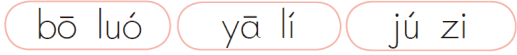 bō luó yā lí jú zi